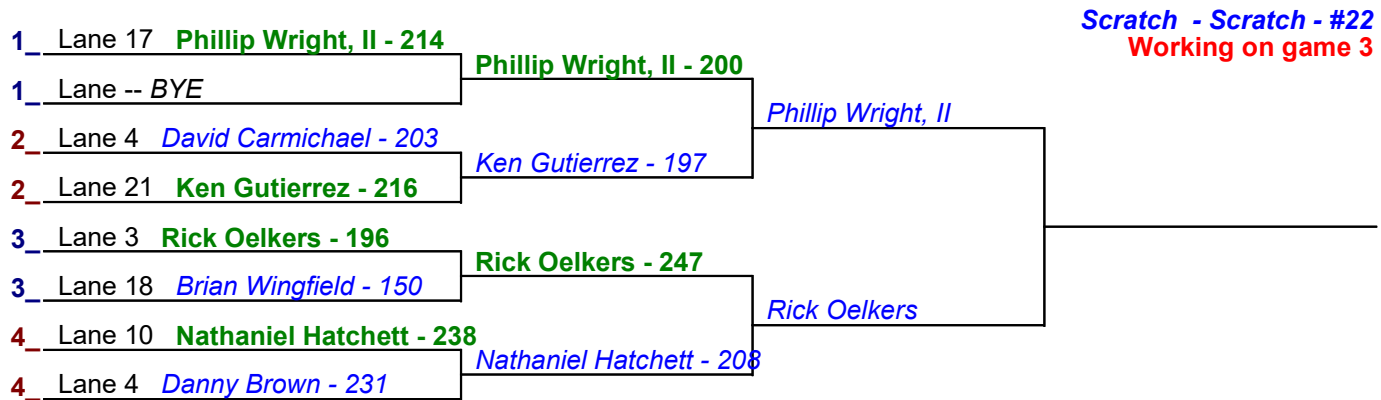 Scratch - Scratch - #22
Working on game 3
1_ Lane 17 Phillip Wright, II - 214
1_ Lane -- BYE
2_ Lane 4 David Carmichael - 203
2_ Lane 21 Ken Gutierrez - 216
3_ Lane 3 Rick Oelkers - 196
3_ Lane 18 Brian Wingfield - 150
4_ Lane 10 Nathaniel Hatchett - 238
4_ Lane 4 Danny Brown - 231
Phillip Wright, II - 200
Ken Gutierrez - 197
Rick Oelkers - 247
Nathaniel Hatchett - 208
Phillip Wright, II
Rick Oelkers